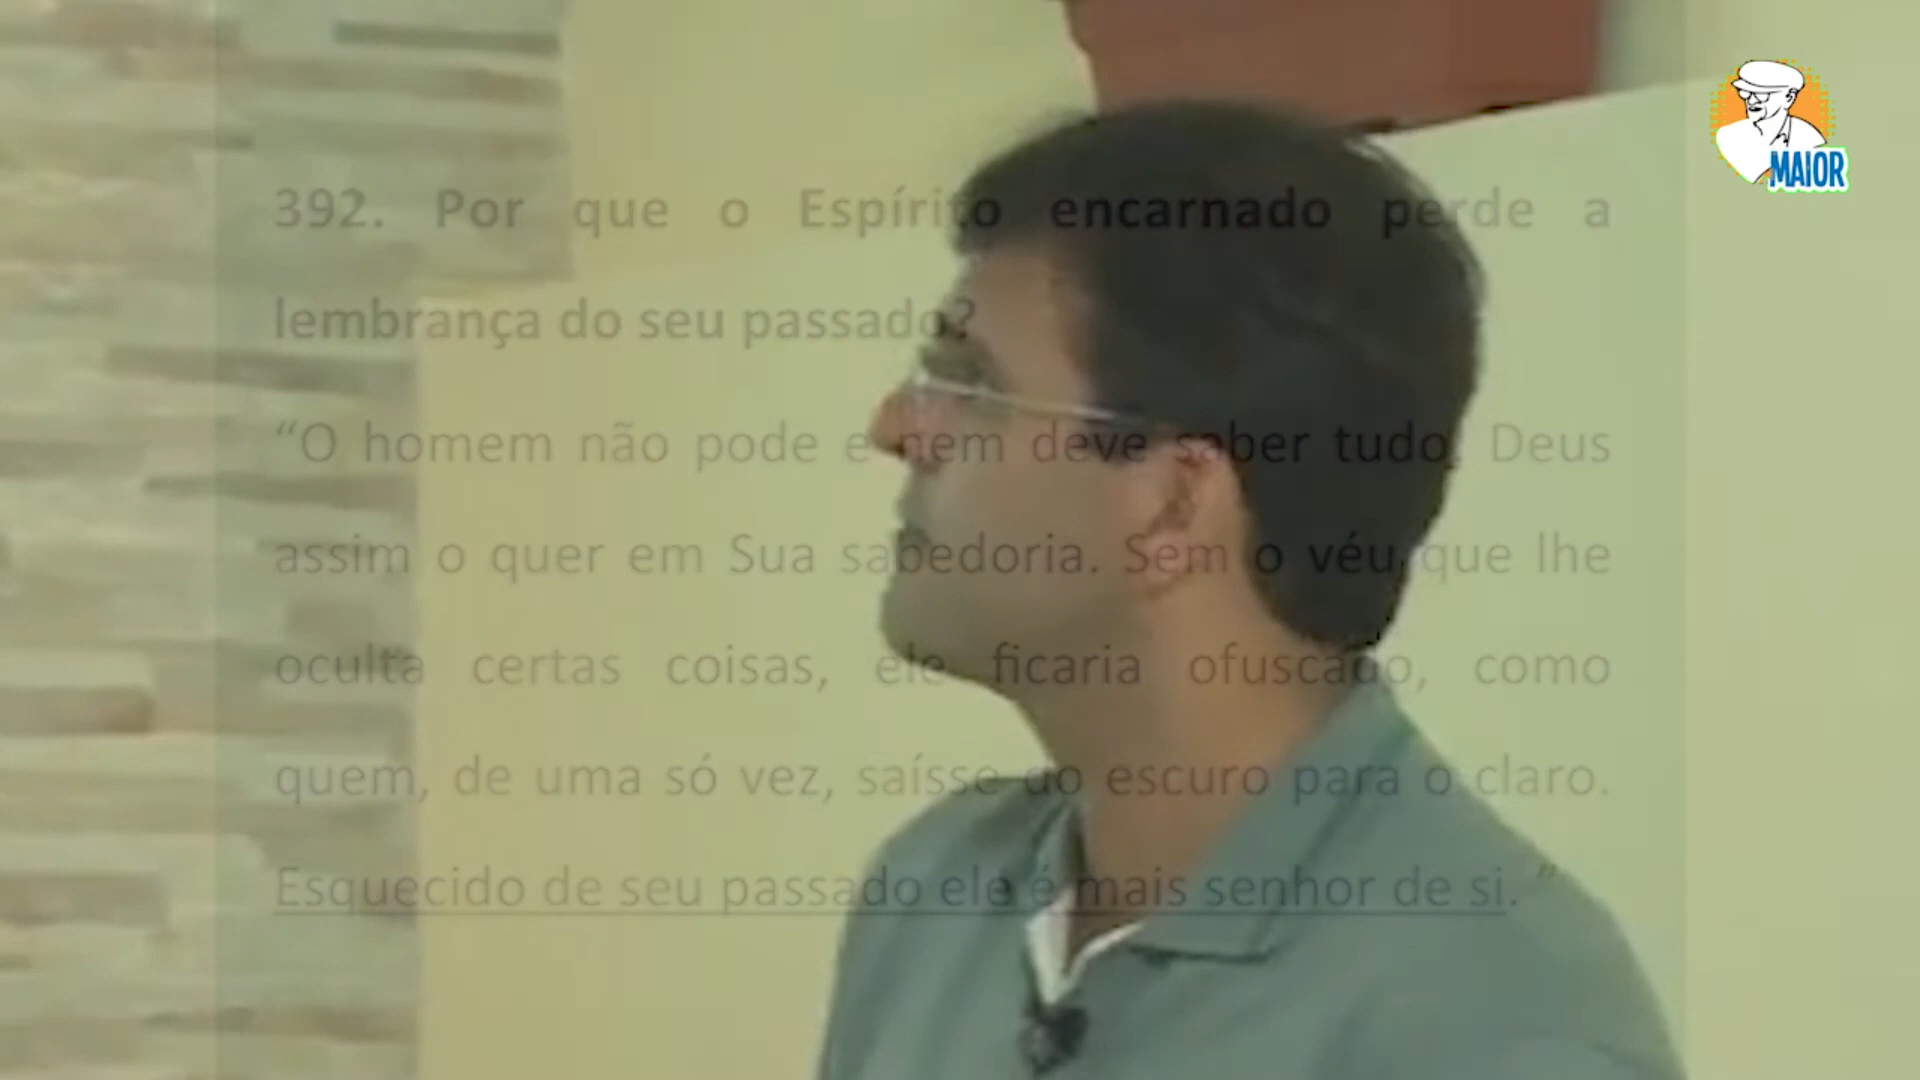 MAIOR
392. Por que o Espírito encarnado perde a
lembrança do seu passado?
“O homem não pode e nem deve saber tudo. Deus
assim o quer em Sua sabedoria. Sem o véu que lhe
oculta certas coisas, ele ficaria ofuscado, como
quem, de uma só vez, saísse do escuro para o claro.
Esquecido de seu passado ele é mais senhor de si.”